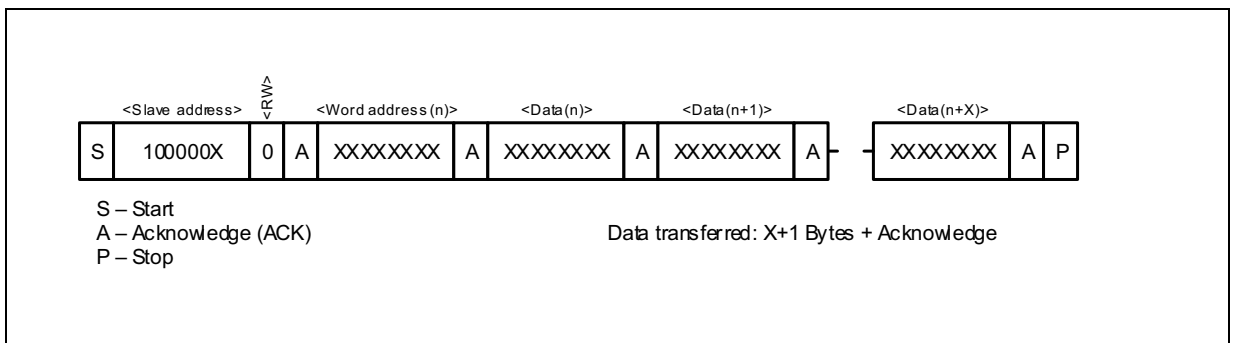 <RW>
<Slave address> <Word address (n)> <Data(n)> <Data(n+1)> <Data(n+X)>
S 100000X 0 A XXXXXXXX A XXXXXXXX A XXXXXXXX A XXXXXXXX A P
S – Start
A – Acknowledge (ACK) Data transferred: X+1 Bytes + Acknowledge
P – Stop